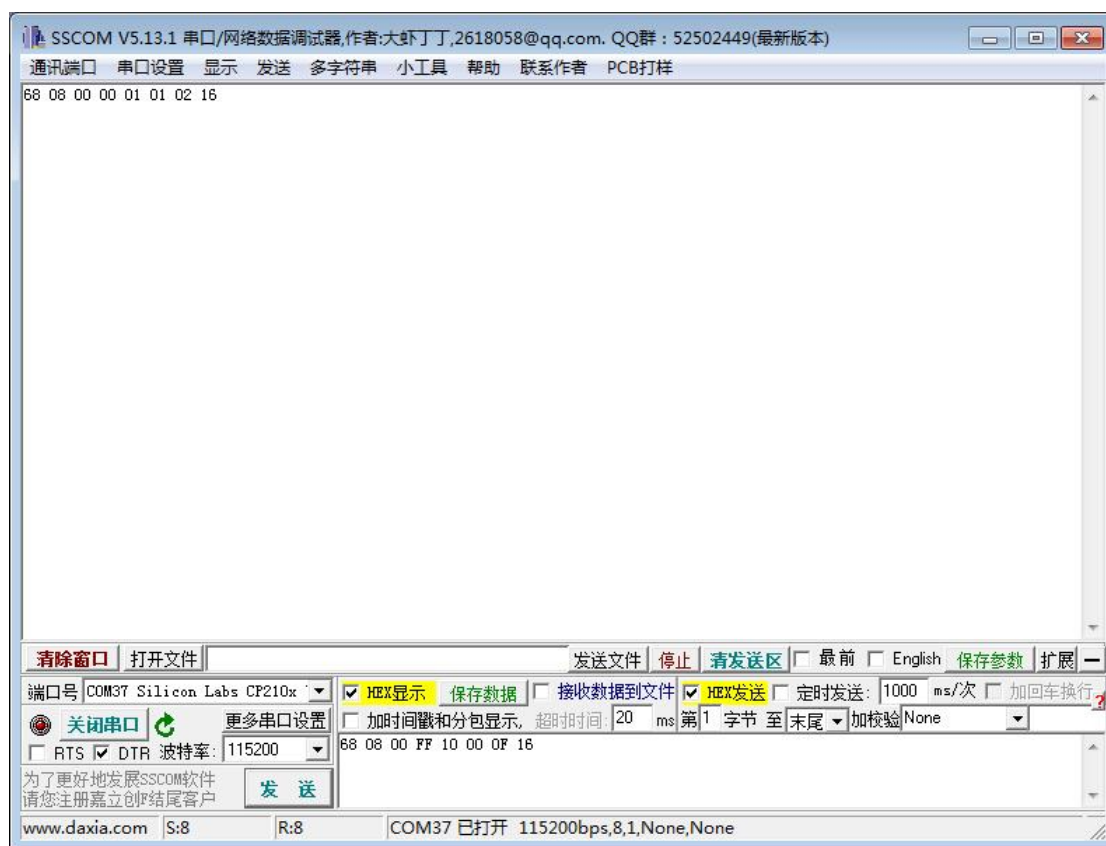 SSCOM V5.13.1 串口/网络数据调试器,作者:大虾丁丁,2618058@qq.com. QQ群：52502449(最新版本)
通讯端口 串口设置 显示 发送 多字符串 小工具 帮助 联系作者 PCB打样
68 08 00 00 01 01 02 16
清除窗口 打开文件 发送文件 停止 清发送区 最前 English 保存参数 扩展 —
端口号 COM37 Silicon Labs CP210x HEX显示 保存数据 接收数据到文件 HEX发送 定时发送: 1000 ms/次 加回车换行 ?
关闭串口 更多串口设置 加时间戳和分包显示, 超时时间: 20 ms 第 1 字节 至 末尾 加校验 None
RTS DTR 波特率: 115200
68 08 00 FF 10 00 0F 16
为了更好地发展SSCOM软件
请您注册嘉立创F结尾客户
发 送
www.daxia.com S:8 R:8 COM37 已打开 115200bps,8,1,None,None